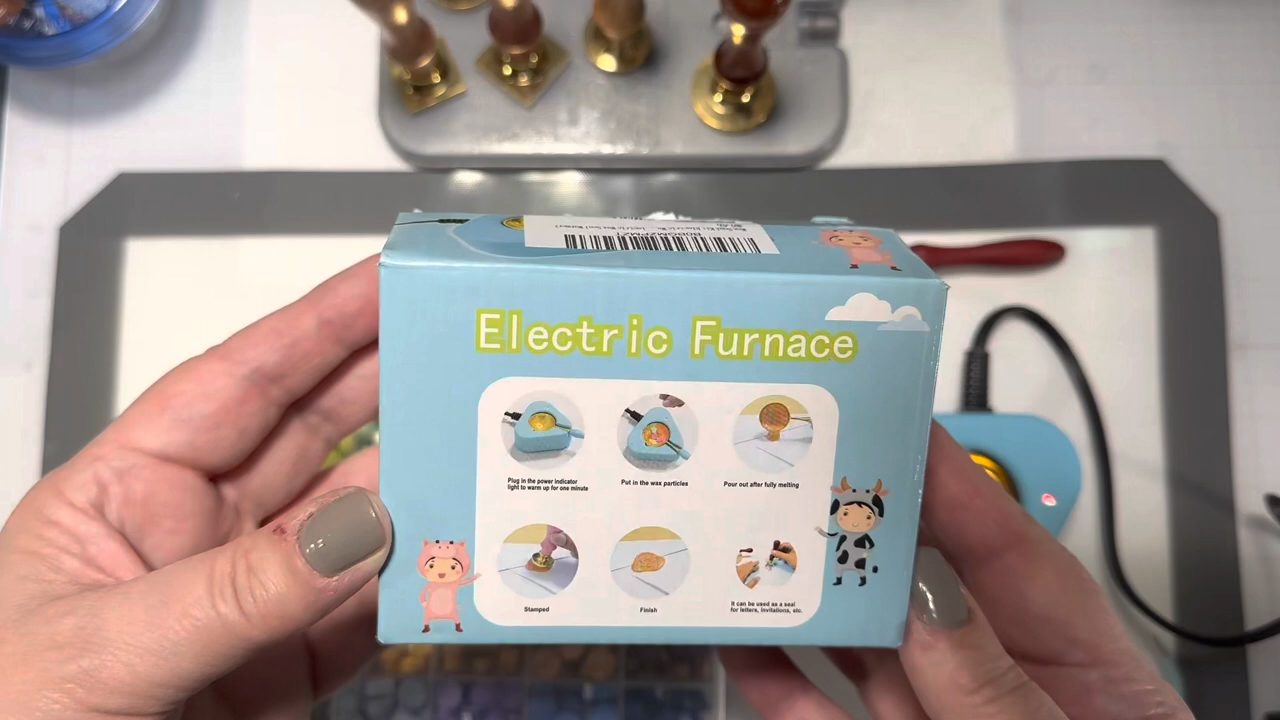 Electric Furnace
Plug in the power indicator
light to warm up for one minute
Put in the wax particles
Pour out after fully melting
Stamped
Finish
It can be used as a seal
for letters, invitations, etc.